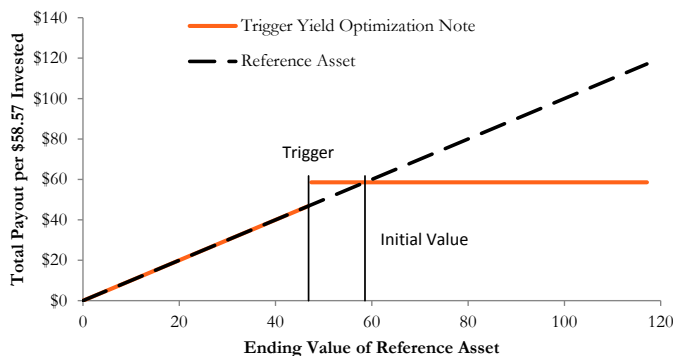 Trigger Yield Optimization Note
Reference Asset
$140
$120
$100
$80
$60
$40
$20
$0
Total Payout per $58.57 Invested
Trigger
Initial Value
0 20 40 60 80 100 120
Ending Value of Reference Asset